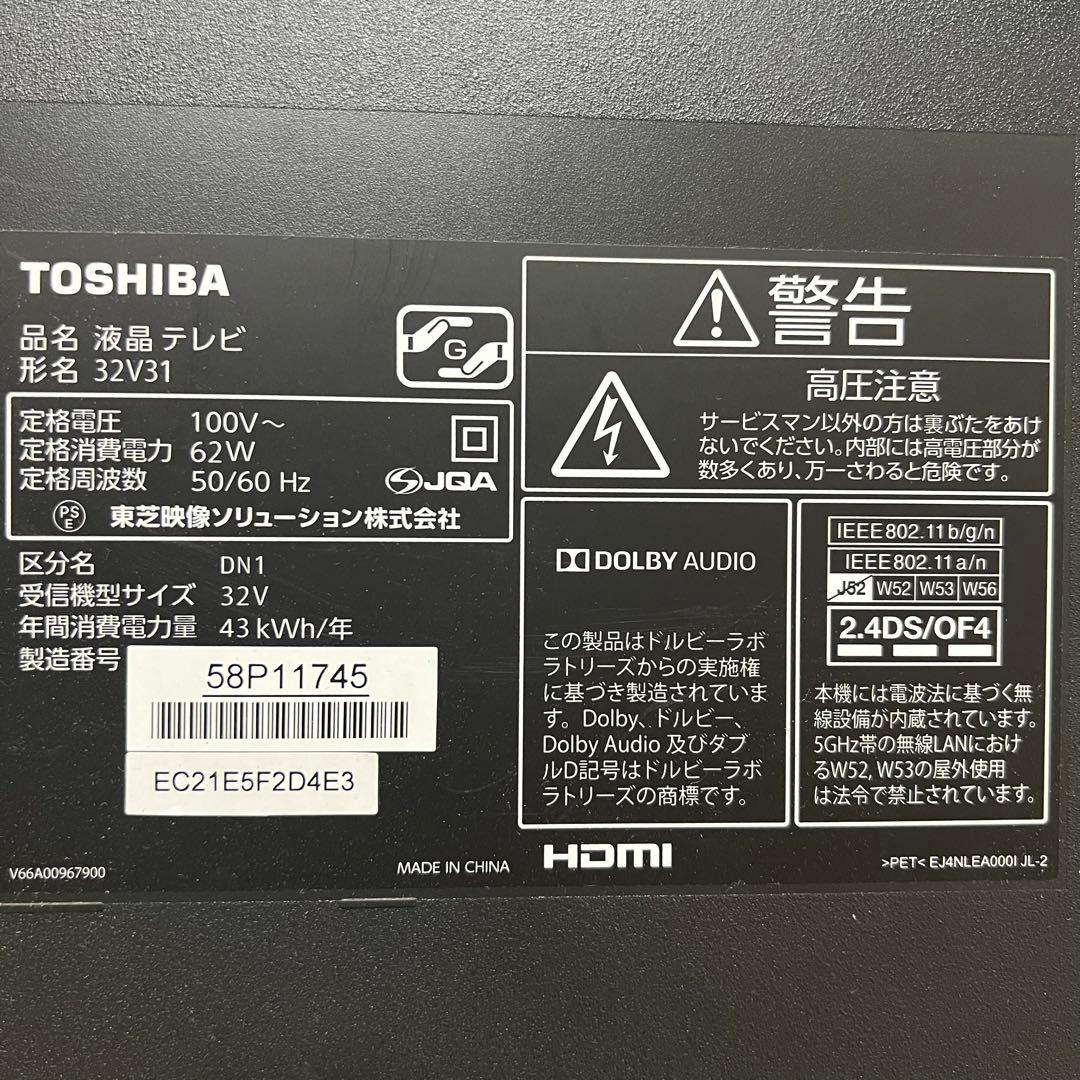 TOSHIBA
品名 液晶テレビ
形名 32V31
G
定格電圧 100V～
定格消費電力 62W
定格周波数 50/60 Hz
JQA
PS
E
東芝映像ソリューション株式会社
区分名 DN1
受信機型サイズ 32V
年間消費電力量 43 kWh/年
製造番号
58P11745
EC21E5F2D4E3
V66A00967900
MADE IN CHINA
警告
高圧注意
サービスマン以外の方は裏ぶたをあけ
ないでください。内部には高電圧部分が
数多くあり、万一さわると危険です。
DOLBY AUDIO
この製品はドルビーラボ
ラトリーズからの実施権
に基づき製造されていま
す。Dolby、ドルビー、
Dolby Audio 及びダブ
ルD記号はドルビーラボ
ラトリーズの商標です。
IEEE802.11b/g/n
IEEE802.11a/n
J52 W52 W53 W56
2.4DS/OF4
本機には電波法に基づく無
線設備が内蔵されています。
5GHz帯の無線LANにおけ
るW52, W53の屋外使用
は法令で禁止されています。
HDMI
>PET< EJ4NLEA000I JL-2